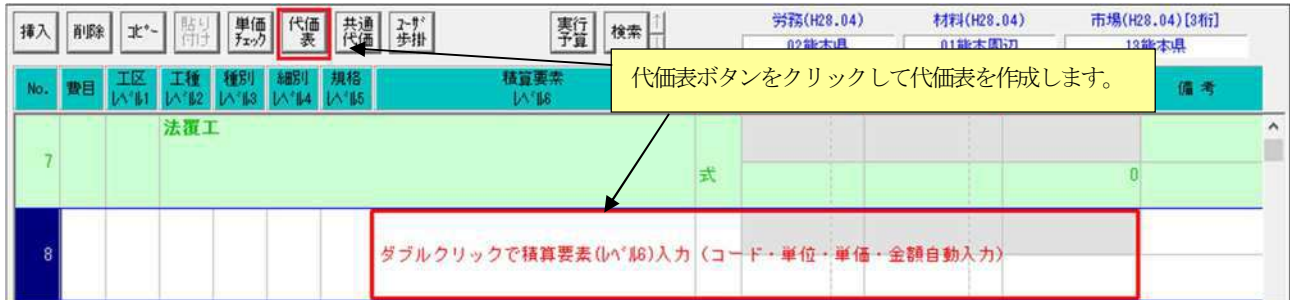 挿入 削除 コピー 貼り付け 単価チェック 代価表 共通代価 ユーザ歩掛 実行予算 検索 労務(H28.04) 材料(H28.04) 市場(H28.04)[3桁]
02熊本県 01熊本周辺 13熊本県
代価表ボタンをクリックして代価表を作成します。
No. 費目 工区 工種 種別 細別 規格 積算要素 備考
レベル1 レベル2 レベル3 レベル4 レベル5 レベル6
法覆工
7
式 0
8 ダブルクリックで積算要素(レベル6)入力(コード・単位・単価・金額自動入力)